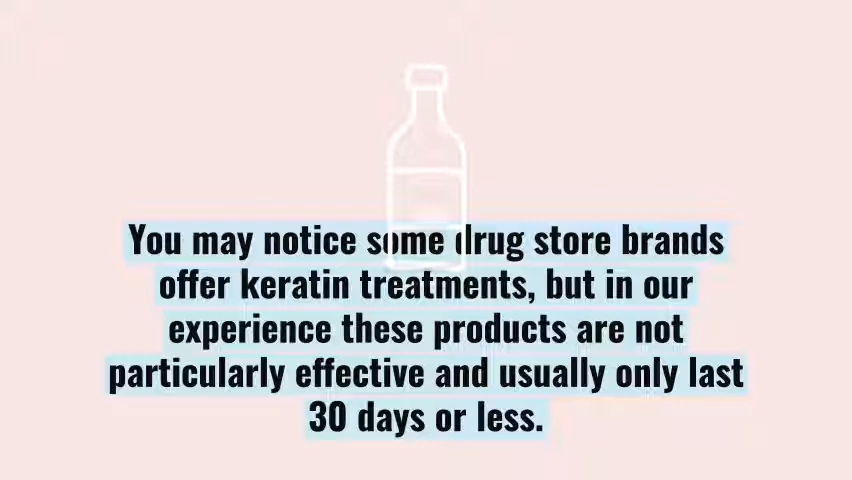 You may notice some drug store brands
offer keratin treatments, but in our
experience these products are not
particularly effective and usually only last
30 days or less.